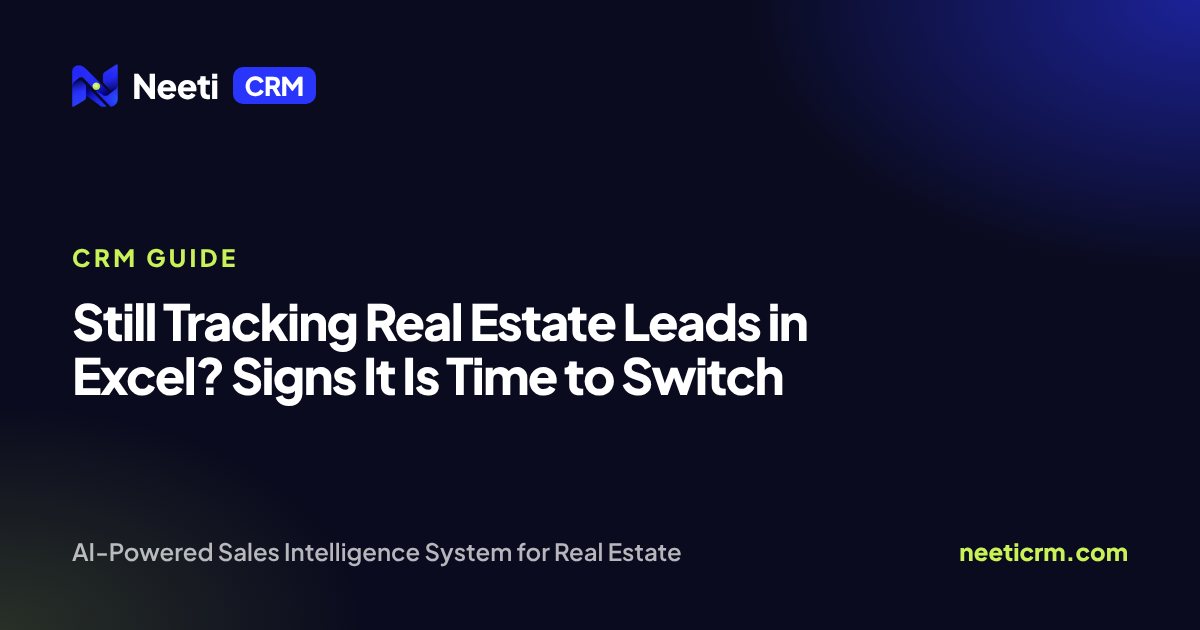 Neeti CRM
CRM GUIDE
Still Tracking Real Estate Leads in
Excel? Signs It Is Time to Switch
AI-Powered Sales Intelligence System for Real Estate
neeticrm.com